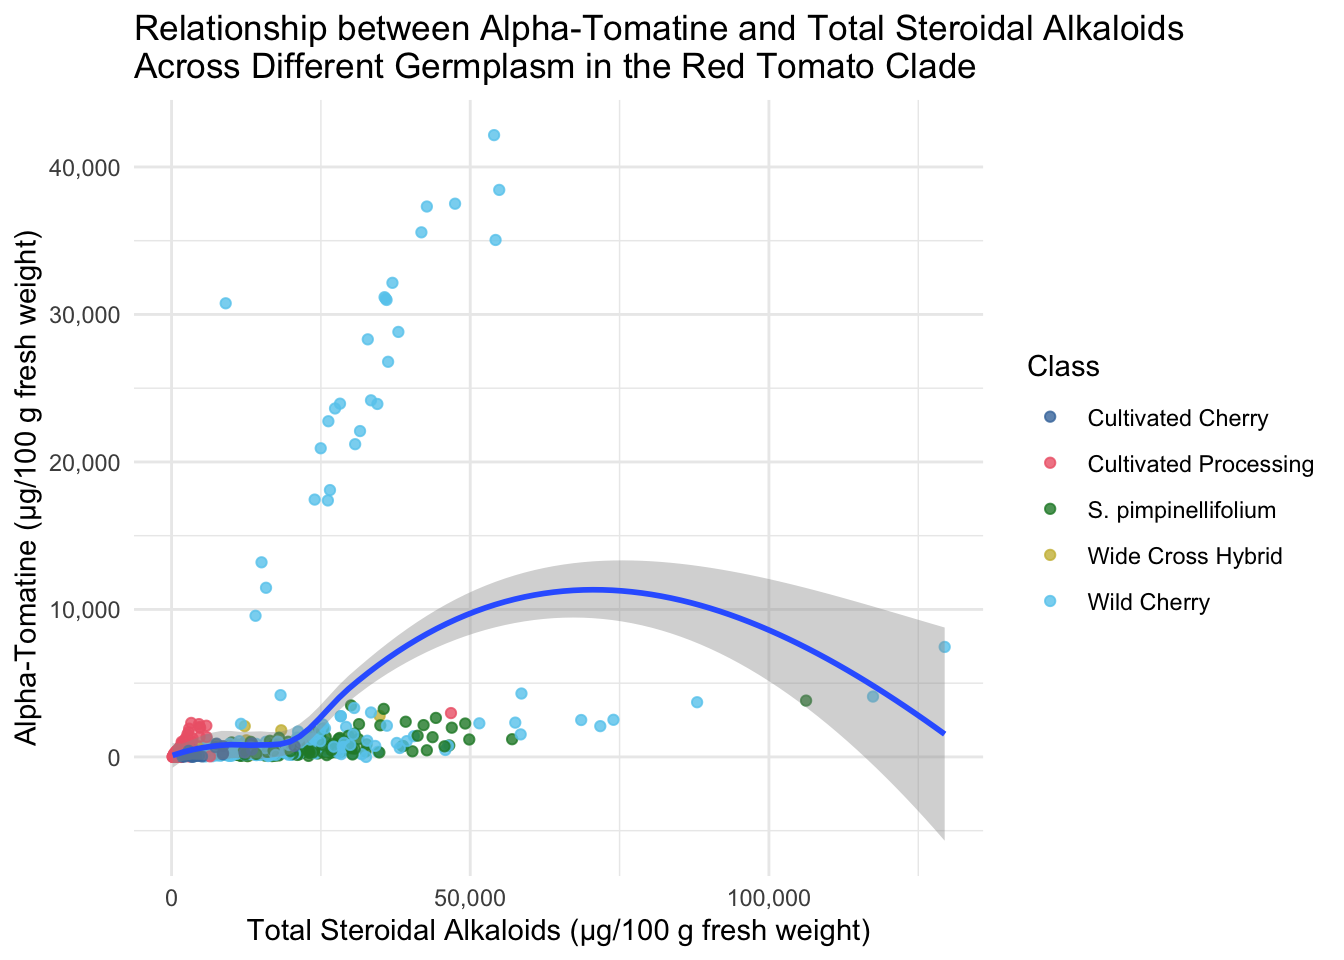 Relationship between Alpha-Tomatine and Total Steroidal Alkaloids
Across Different Germplasm in the Red Tomato Clade
Alpha-Tomatine (µg/100 g fresh weight)
40,000
30,000
20,000
10,000
0
0
50,000
100,000
Total Steroidal Alkaloids (µg/100 g fresh weight)
Class
Cultivated Cherry
Cultivated Processing
S. pimpinellifolium
Wide Cross Hybrid
Wild Cherry